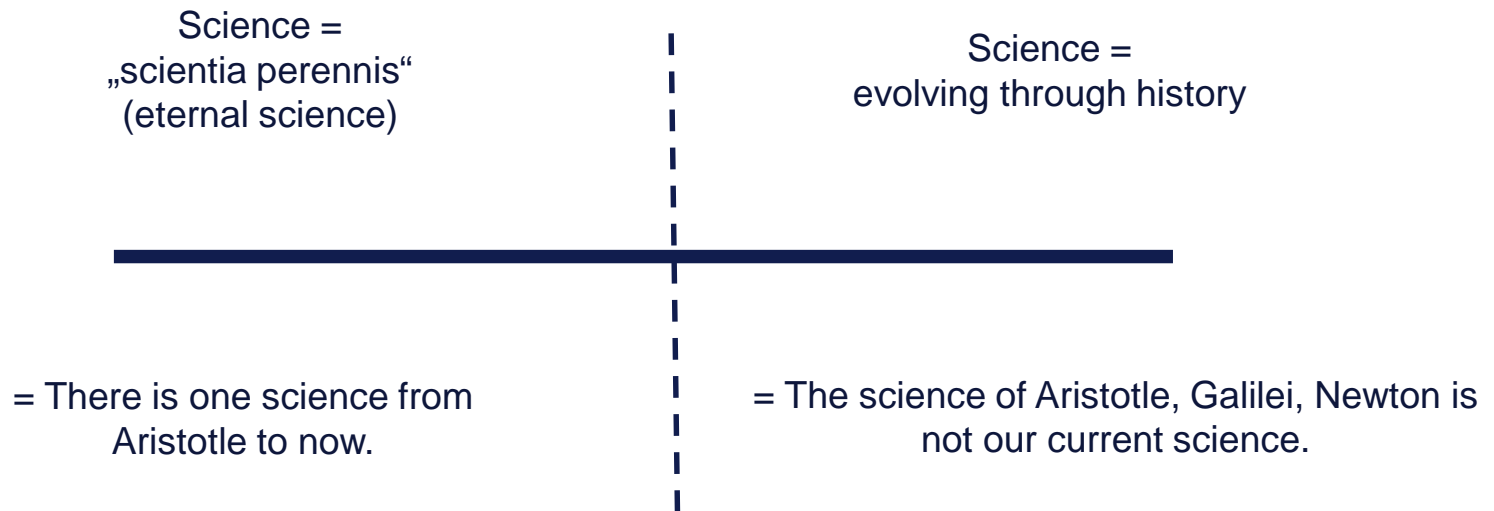 Science =
„scientia perennis“
(eternal science)
Science =
evolving through history
= There is one science from
Aristotle to now.
= The science of Aristotle, Galilei, Newton is
not our current science.